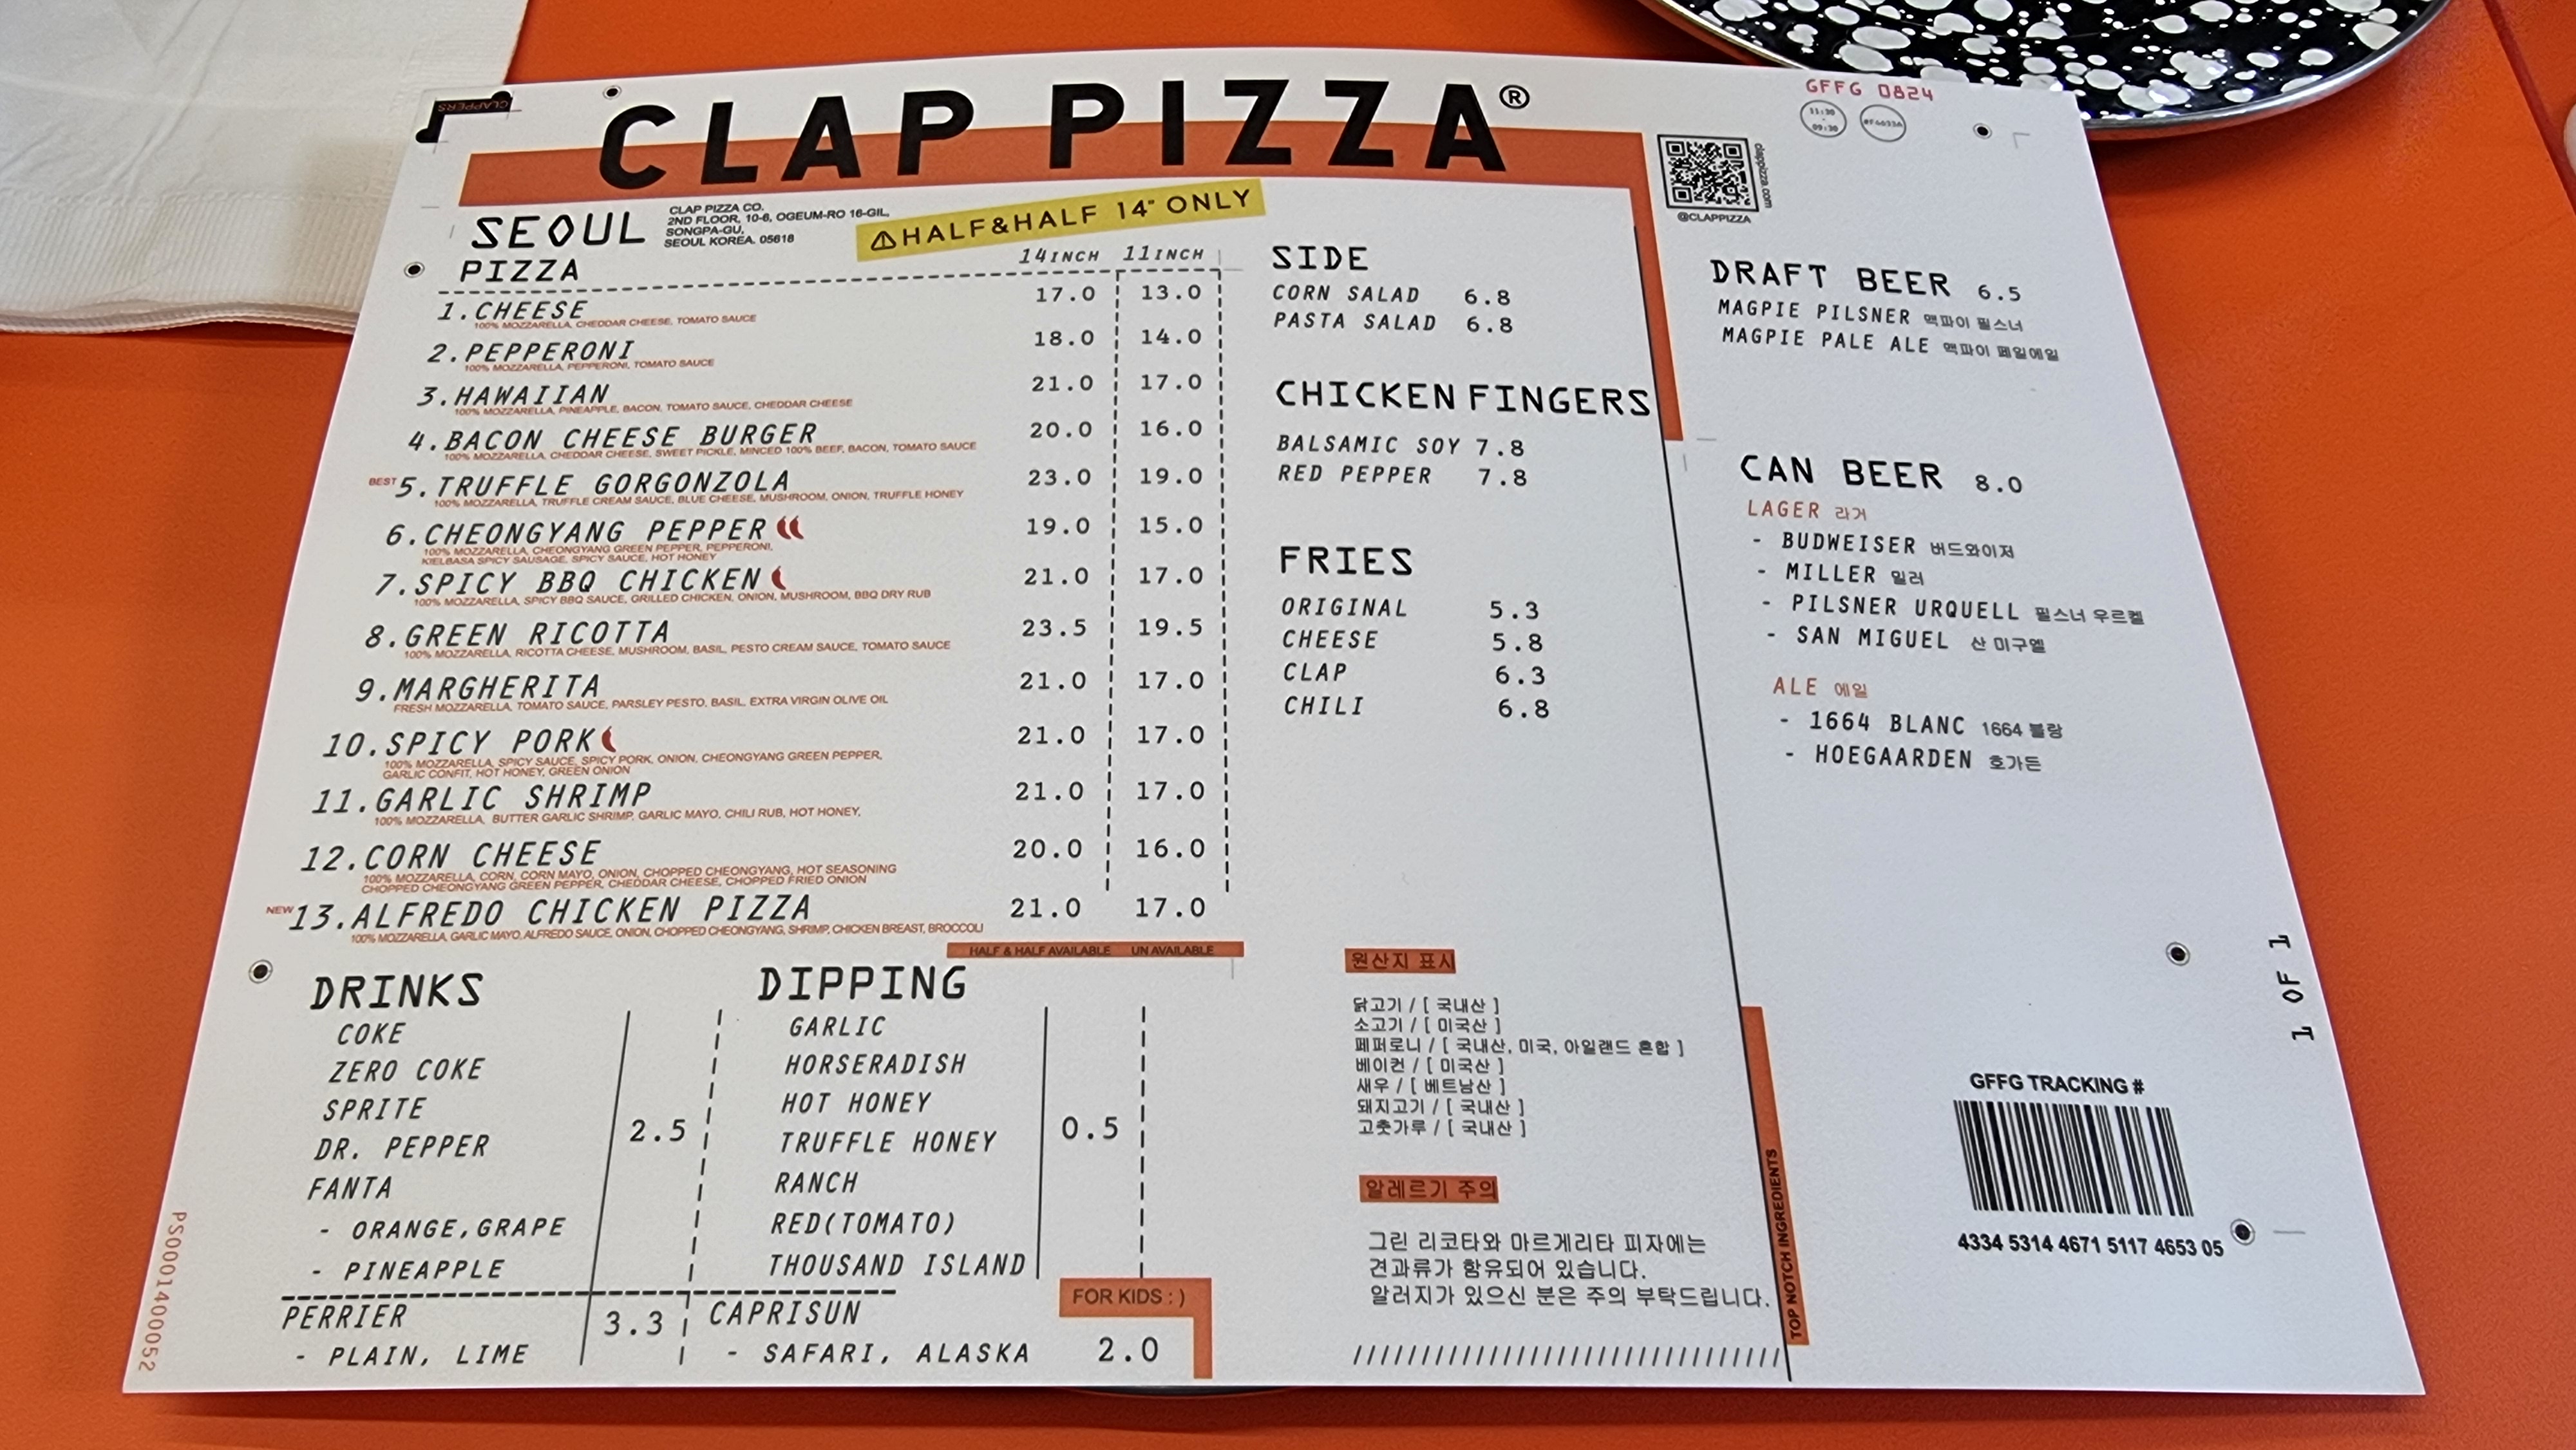 CLAPPERS
CLAP PIZZA®
SEOUL
CLAP PIZZA CO.
2ND FLOOR, 10-6, OGEUM-RO 16-GIL,
SONGPA-GU,
SEOUL KOREA. 05618
HALF&HALF 14" ONLY
PIZZA 14INCH 11INCH
1.CHEESE 17.0 13.0
100% MOZZARELLA, CHEDDAR CHEESE, TOMATO SAUCE
2.PEPPERONI 18.0 14.0
100% MOZZARELLA, PEPPERONI, TOMATO SAUCE
3.HAWAIIAN 21.0 17.0
100% MOZZARELLA, PINEAPPLE, BACON, TOMATO SAUCE, CHEDDAR CHEESE
4.BACON CHEESE BURGER 20.0 16.0
100% MOZZARELLA, CHEDDAR CHEESE, SWEET PICKLE, MINCED 100% BEEF, BACON, TOMATO SAUCE
BEST 5.TRUFFLE GORGONZOLA 23.0 19.0
100% MOZZARELLA, TRUFFLE CREAM SAUCE, BLUE CHEESE, MUSHROOM, ONION, TRUFFLE HONEY
6.CHEONGYANG PEPPER 19.0 15.0
100% MOZZARELLA, CHEONGYANG GREEN PEPPER, PEPPERONI,
KIELBASA SPICY SAUSAGE, SPICY SAUCE, HOT HONEY
7.SPICY BBQ CHICKEN 21.0 17.0
100% MOZZARELLA, SPICY BBQ SAUCE, GRILLED CHICKEN, ONION, MUSHROOM, BBQ DRY RUB
8.GREEN RICOTTA 23.5 19.5
100% MOZZARELLA, RICOTTA CHEESE, MUSHROOM, BASIL, PESTO CREAM SAUCE, TOMATO SAUCE
9.MARGHERITA 21.0 17.0
FRESH MOZZARELLA, TOMATO SAUCE, PARSLEY PESTO, BASIL, EXTRA VIRGIN OLIVE OIL
10.SPICY PORK 21.0 17.0
100% MOZZARELLA, SPICY SAUCE, SPICY PORK, ONION, CHEONGYANG GREEN PEPPER,
GARLIC CONFIT, HOT HONEY, GREEN ONION
11.GARLIC SHRIMP 21.0 17.0
100% MOZZARELLA, BUTTER GARLIC SHRIMP, GARLIC MAYO, CHILI RUB, HOT HONEY,
12.CORN CHEESE 20.0 16.0
100% MOZZARELLA, CORN, CORN MAYO, ONION, CHOPPED CHEONGYANG, HOT SEASONING
CHOPPED CHEONGYANG GREEN PEPPER, CHEDDAR CHEESE, CHOPPED FRIED ONION
NEW 13.ALFREDO CHICKEN PIZZA 21.0 17.0
100% MOZZARELLA, GARLIC MAYO, ALFREDO SAUCE, ONION, CHOPPED CHEONGYANG, SHRIMP, CHICKEN BREAST, BROCCOLI
HALF & HALF AVAILABLE UN AVAILABLE
DRINKS
COKE
ZERO COKE
SPRITE
DR. PEPPER
FANTA
- ORANGE,GRAPE
- PINEAPPLE
2.5
PERRIER
- PLAIN, LIME
3.3
DIPPING
GARLIC
HORSERADISH
HOT HONEY
TRUFFLE HONEY
RANCH
RED(TOMATO)
THOUSAND ISLAND
0.5
CAPRISUN
- SAFARI, ALASKA
FOR KIDS : )
2.0
PS000140000052
SIDE
CORN SALAD 6.8
PASTA SALAD 6.8
CHICKEN FINGERS
BALSAMIC SOY 7.8
RED PEPPER 7.8
FRIES
ORIGINAL 5.3
CHEESE 5.8
CLAP 6.3
CHILI 6.8
원산지 표시
닭고기 / [ 국내산 ]
소고기 / [ 미국산 ]
페퍼로니 / [ 국내산, 미국, 아일랜드 혼합 ]
베이컨 / [ 미국산 ]
새우 / [ 베트남산 ]
돼지고기 / [ 국내산 ]
고춧가루 / [ 국내산 ]
알레르기 주의
그린 리코타와 마르게리타 피자에는
견과류가 함유되어 있습니다.
알러지가 있으신 분은 주의 부탁드립니다.
TOP NOTCH INGREDIENTS
GFFG 0824
11:30
-
09:30
clappizza.com
@CLAPPIZZA
DRAFT BEER 6.5
MAGPIE PILSNER 맥파이 필스너
MAGPIE PALE ALE 맥파이 페일에일
CAN BEER 8.0
LAGER 라거
- BUDWEISER 버드와이저
- MILLER 밀러
- PILSNER URQUELL 필스너 우르켈
- SAN MIGUEL 산 미구엘
ALE 에일
- 1664 BLANC 1664 블랑
- HOEGAARDEN 호가든
1 OF 1
GFFG TRACKING #
4334 5314 4671 5117 4653 05